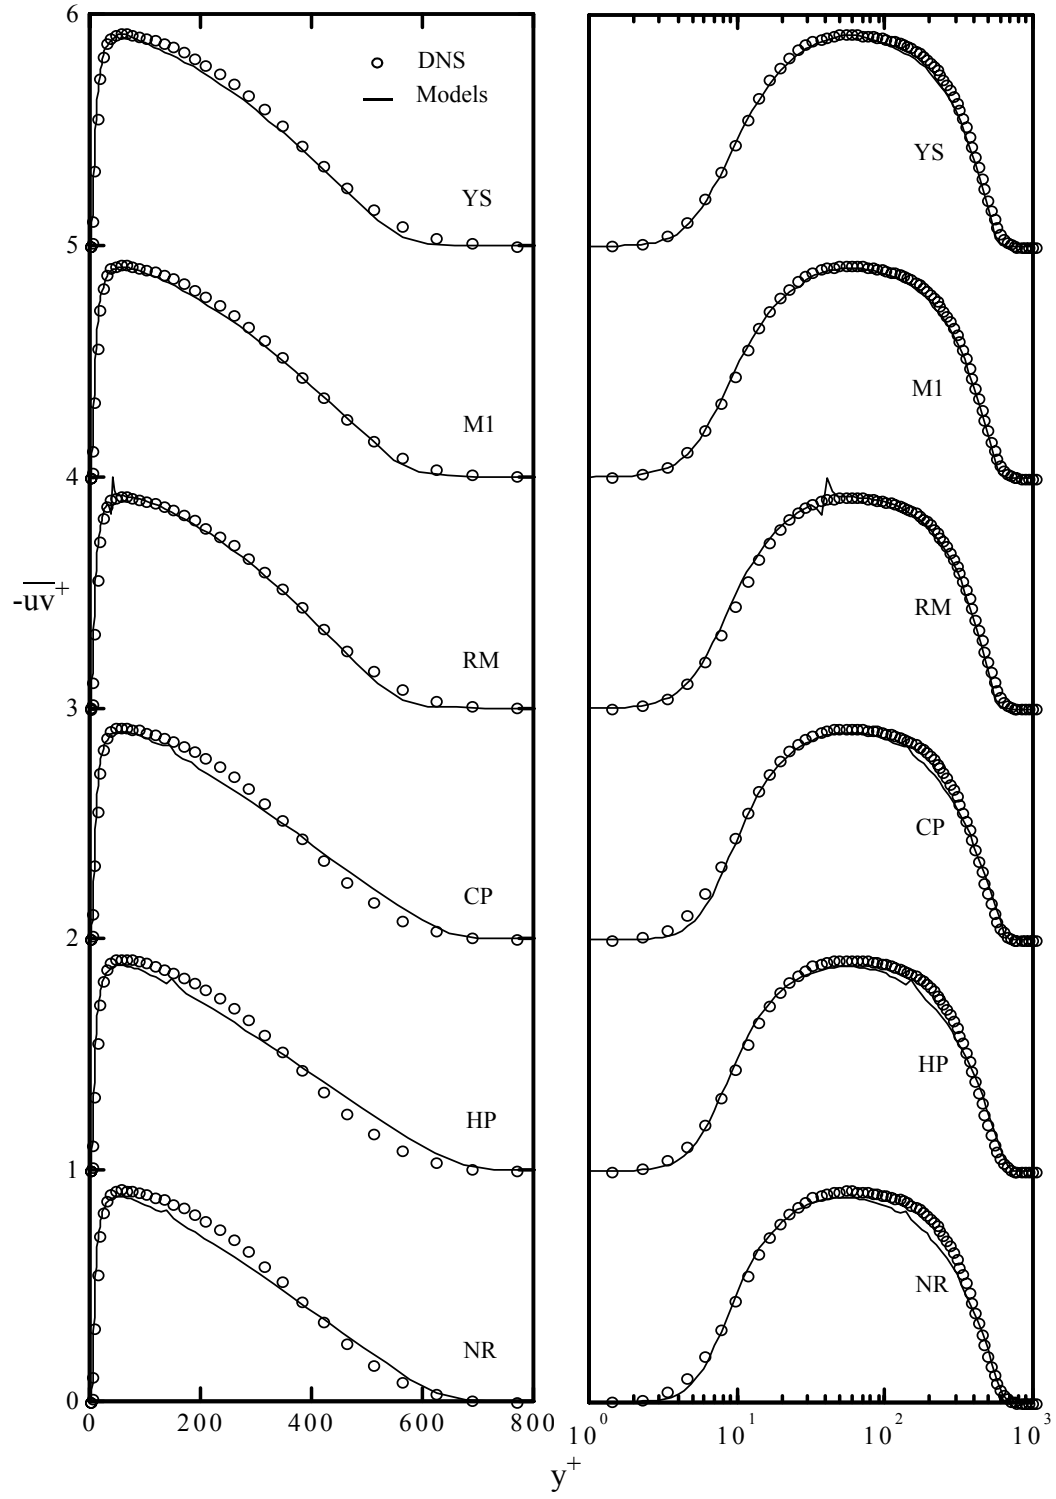 6
DNS
Models
YS
YS
5
M1
M1
4
-uv+
RM
RM
3
CP
CP
2
HP
HP
1
NR
NR
0
0 200 400 600 800
10^0 10^1 10^2 10^3
y+